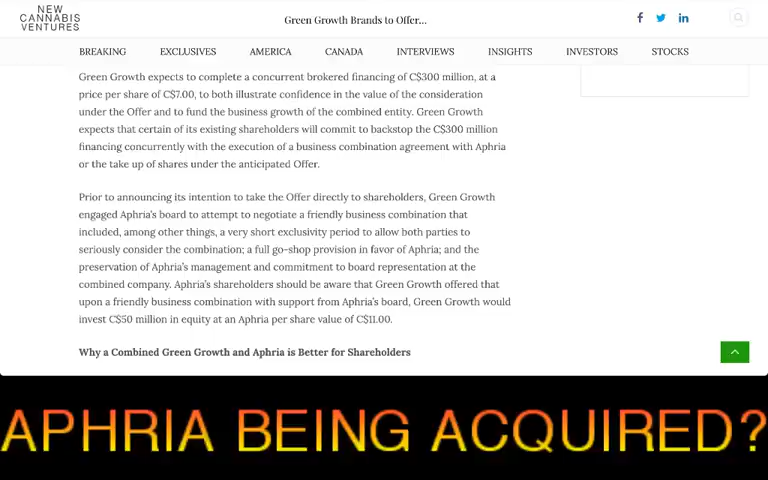 NEW
CANNABIS
VENTURES
Green Growth Brands to Offer...
BREAKING EXCLUSIVES AMERICA CANADA INTERVIEWS INSIGHTS INVESTORS STOCKS
Green Growth expects to complete a concurrent brokered financing of C$300 million, at a
price per share of C$7.00, to both illustrate confidence in the value of the consideration
under the Offer and to fund the business growth of the combined entity. Green Growth
expects that certain of its existing shareholders will commit to backstop the C$300 million
financing concurrently with the execution of a business combination agreement with Aphria
or the take up of shares under the anticipated Offer.
Prior to announcing its intention to take the Offer directly to shareholders, Green Growth
engaged Aphria's board to attempt to negotiate a friendly business combination that
included, among other things, a very short exclusivity period to allow both parties to
seriously consider the combination; a full go-shop provision in favor of Aphria; and the
preservation of Aphria's management and commitment to board representation at the
combined company. Aphria's shareholders should be aware that Green Growth offered that
upon a friendly business combination with support from Aphria's board, Green Growth would
invest C$50 million in equity at an Aphria per share value of C$11.00.
Why a Combined Green Growth and Aphria is Better for Shareholders
APHRIA BEING ACQUIRED?